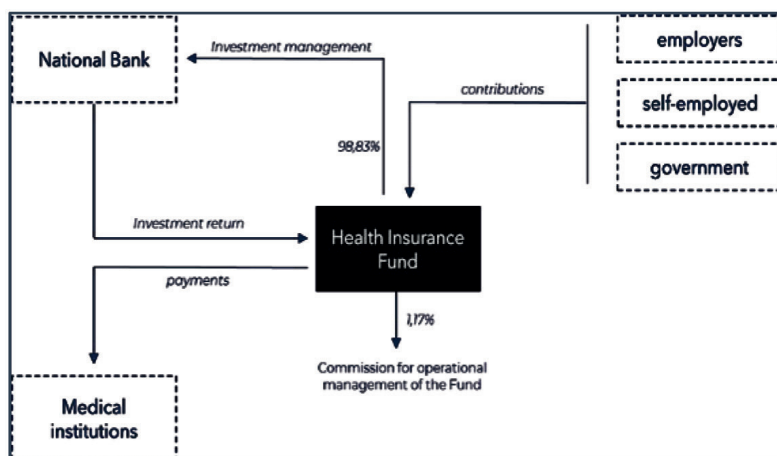 Investment management
National Bank
employers
contributions
self-employed
98,83%
government
Investment return
Health Insurance
Fund
payments
1,17%
Commission for operational
management of the Fund
Medical
institutions